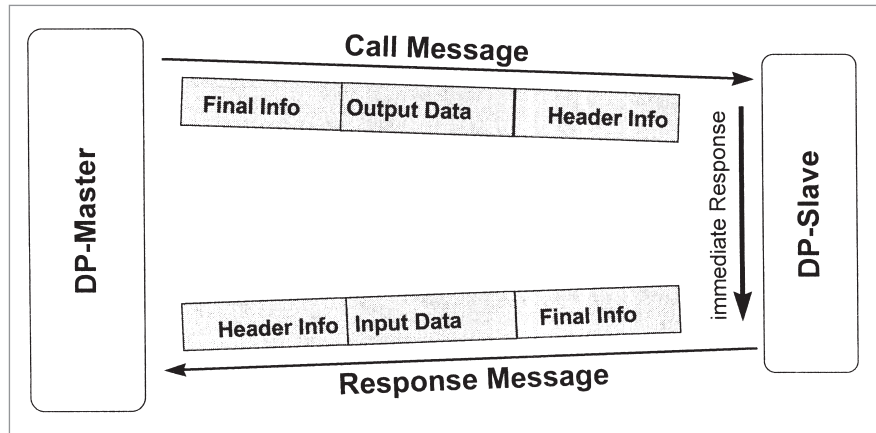 Call Message
Final Info Output Data Header Info
DP-Master
immediate Response
DP-Slave
Header Info Input Data Final Info
Response Message